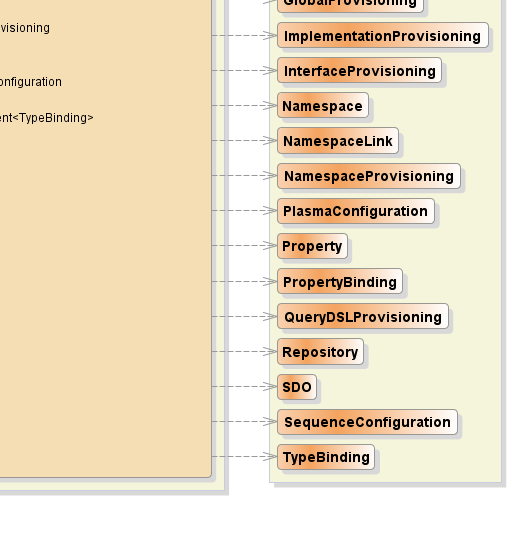 GlobalProvisioning
visioning
ImplementationProvisioning
InterfaceProvisioning
onfiguration
Namespace
ent<TypeBinding>
NamespaceLink
NamespaceProvisioning
PlasmaConfiguration
Property
PropertyBinding
QueryDSLProvisioning
Repository
SDO
SequenceConfiguration
TypeBinding